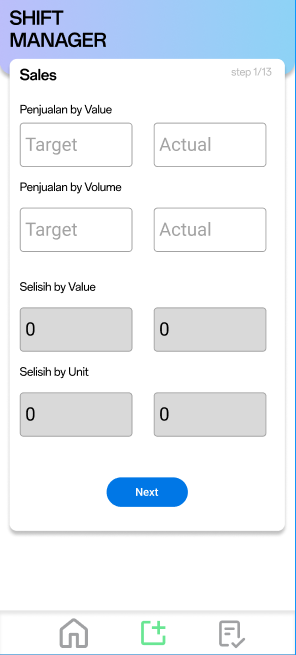 SHIFT
MANAGER
Sales
step 1/13
Penjualan by Value
Target
Actual
Penjualan by Volume
Target
Actual
Selisih by Value
0
0
Selisih by Unit
0
0
Next